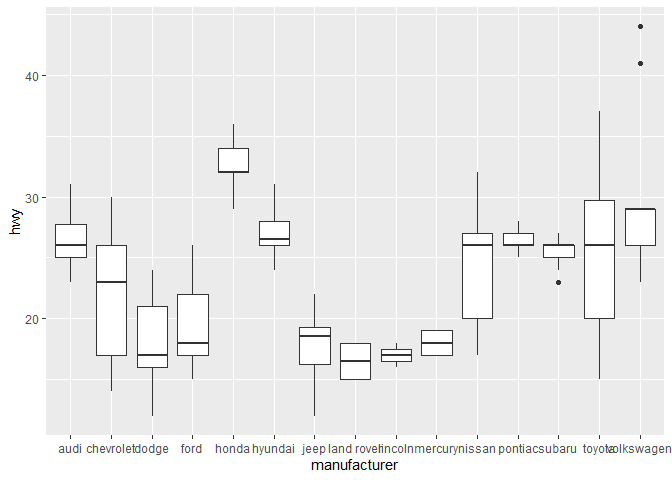 40
30
20
hwy
audi chevrolet dodge ford honda hyundai jeep land rover lincoln mercury nissan pontiac subaru toyota volkswagen
manufacturer